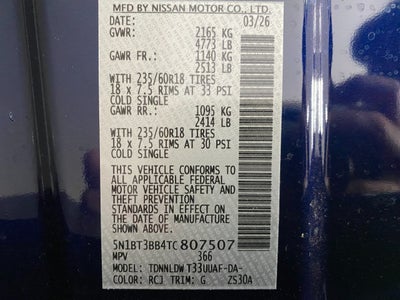 MFD BY NISSAN MOTOR CO., LTD.
DATE: 03/26
GVWR: 2165 KG
4773 LB
GAWR FR.: 1140 KG
2513 LB
WITH 235/60R18 TIRES
18 x 7.5 RIMS AT 33 PSI
COLD SINGLE
GAWR RR.: 1095 KG
2414 LB
WITH 235/60R18 TIRES
18 x 7.5 RIMS AT 30 PSI
COLD SINGLE
THIS VEHICLE CONFORMS TO
ALL APPLICABLE FEDERAL
MOTOR VEHICLE SAFETY AND
THEFT PREVENTION
STANDARDS IN EFFECT ON
THE DATE OF MANUFACTURE
SHOWN ABOVE.
5N1BT3BB4TC807507
MPV 366
MODEL: TDNNLDW T33UUAF-DA-
COLOR: RCJ TRIM: G ZS30A